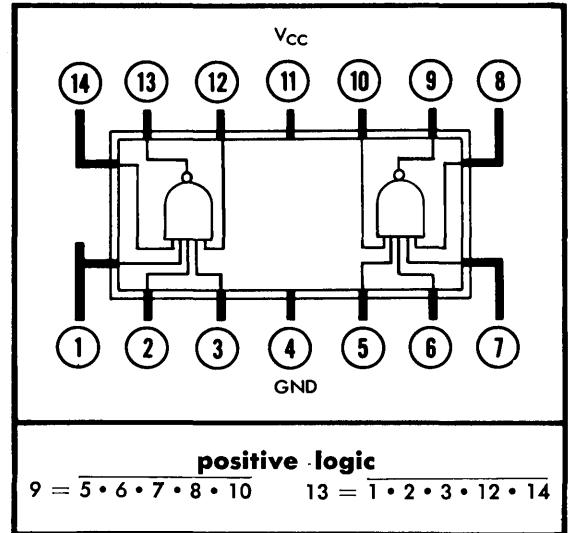 VCC
14 13 12 11 10 9 8
1 2 3 4 5 6 7
GND
positive logic
9 = 5 • 6 • 7 • 8 • 10 13 = 1 • 2 • 3 • 12 • 14